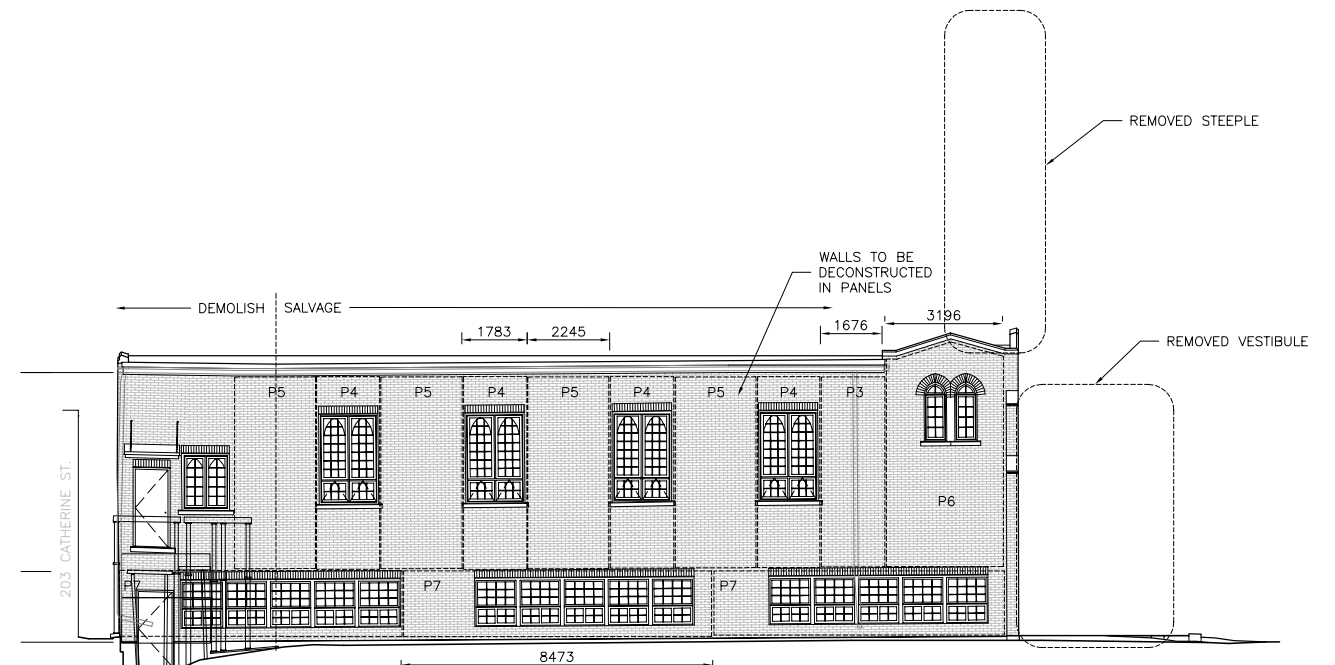 REMOVED STEEPLE
WALLS TO BE
DECONSTRUCTED
IN PANELS
DEMOLISH
SALVAGE
1783
2245
1676
3196
REMOVED VESTIBULE
P5
P4
P5
P4
P5
P4
P5
P4
P3
P6
203 CATHERINE ST.
P7
P7
P7
8473